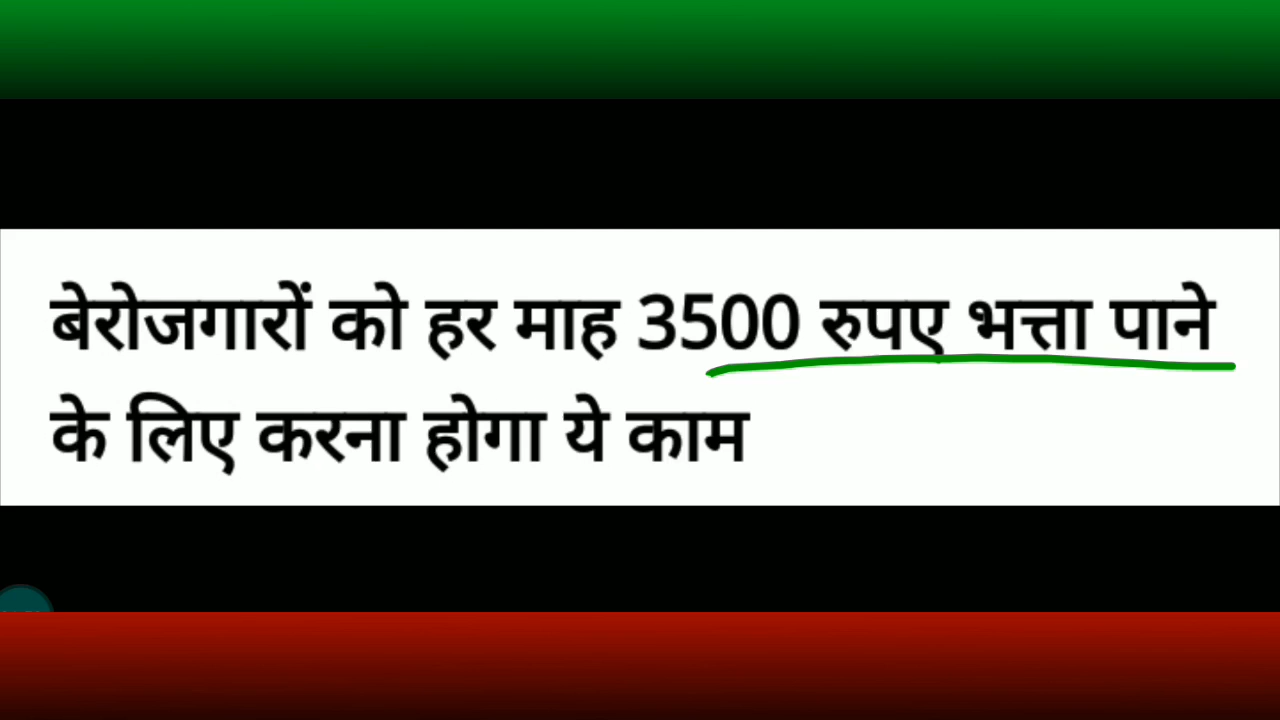 बेरोजगारों को हर माह 3500 रुपए भत्ता पाने
के लिए करना होगा ये काम